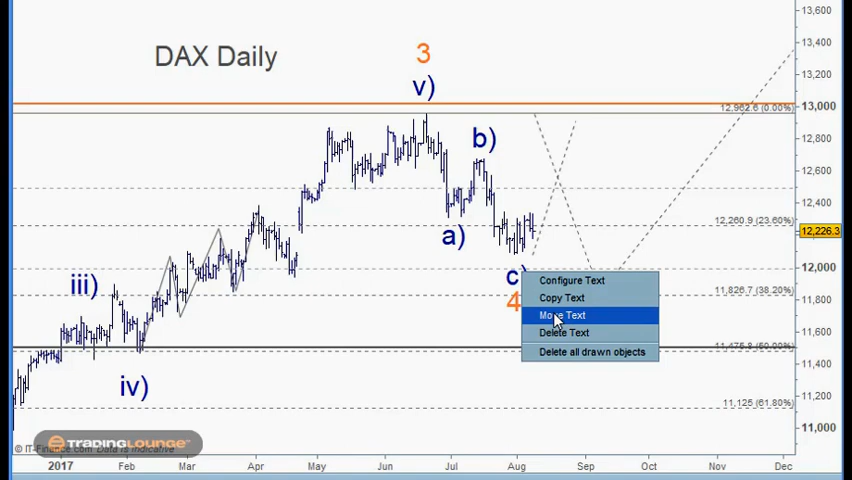 13,600
DAX Daily
3
13,400
13,200
v)
12,962.6 (0.00%)
13,000
b)
12,800
12,600
12,400
a)
12,260.9 (23.60%)
12,226.3
c)
Configure Text
12,000
iii)
4
Copy Text
11,826.7 (38.20%)
11,800
Move Text
Delete Text
11,600
11,475.8 (50.00%)
Delete all drawn objects
11,400
iv)
11,200
11,125 (61.80%)
11,000
TRADINGLOUNGE
© IT-Finance.com Data is indicative
2017 Feb Mar Apr May Jun Jul Aug Sep Oct Nov Dec